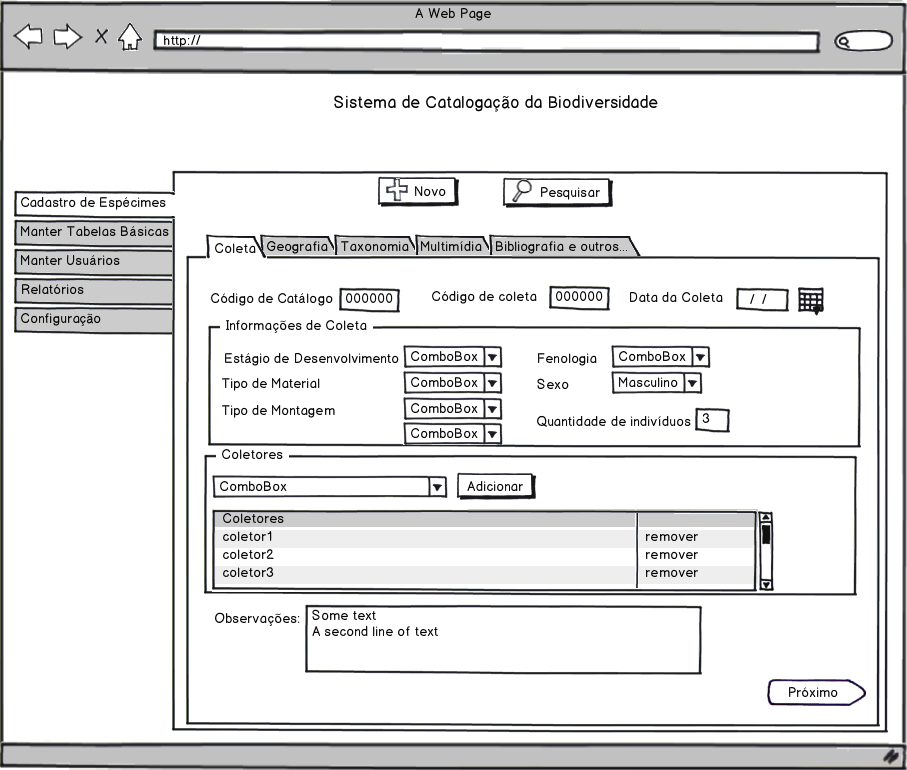 A Web Page
http://
Sistema de Catalogação da Biodiversidade
Novo Pesquisar
Cadastro de Espécimes
Manter Tabelas Básicas
Manter Usuários
Relatórios
Configuração
Coleta Geografia Taxonomia Multimídia Bibliografia e outros...
Código de Catálogo 000000 Código de coleta 000000 Data da Coleta / /
Informações de Coleta
Estágio de Desenvolvimento ComboBox Fenologia ComboBox
Tipo de Material ComboBox Sexo Masculino
Tipo de Montagem ComboBox
ComboBox Quantidade de indivíduos 3
Coletores
ComboBox Adicionar
Coletores
coletor1 remover
coletor2 remover
coletor3 remover
Observações: Some text
A second line of text
Próximo